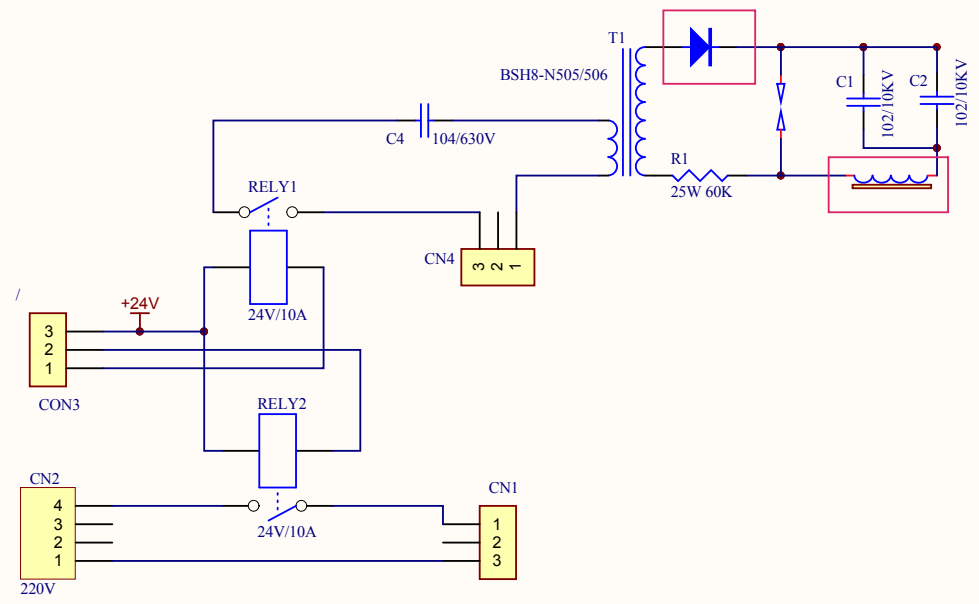 T1
BSH8-N505/506
C1
102/10KV
C2
102/10KV
C4
104/630V
R1
25W 60K
RELY1
CN4
3
2
1
24V/10A
/
+24V
3
2
1
CON3
RELY2
CN2
4
3
2
1
220V
24V/10A
CN1
1
2
3